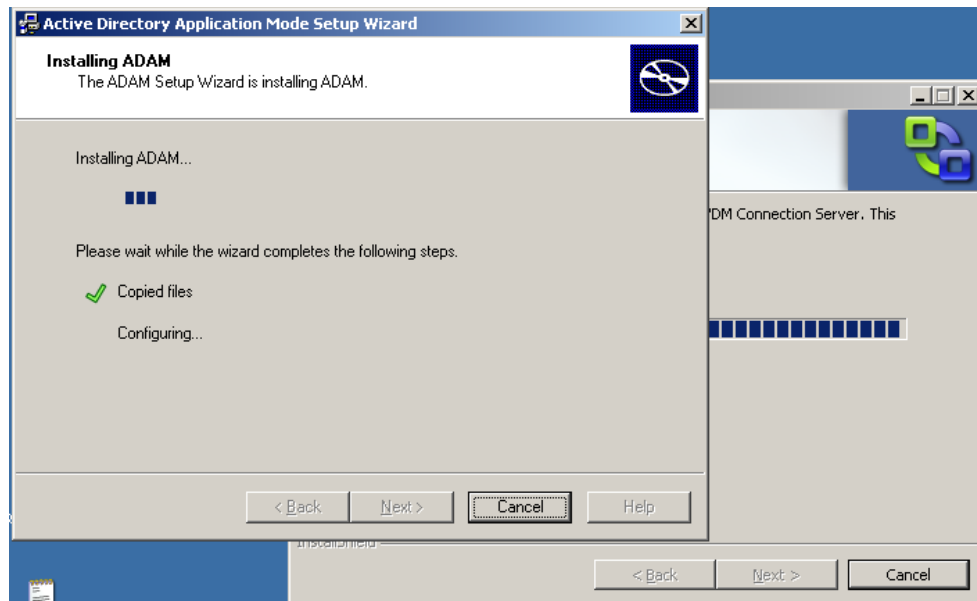 Active Directory Application Mode Setup Wizard
Installing ADAM
The ADAM Setup Wizard is installing ADAM.
Installing ADAM...
Please wait while the wizard completes the following steps.
Copied files
Configuring...
< Back
Next >
Cancel
Help
DM Connection Server. This
InstallShield
< Back
Next >
Cancel